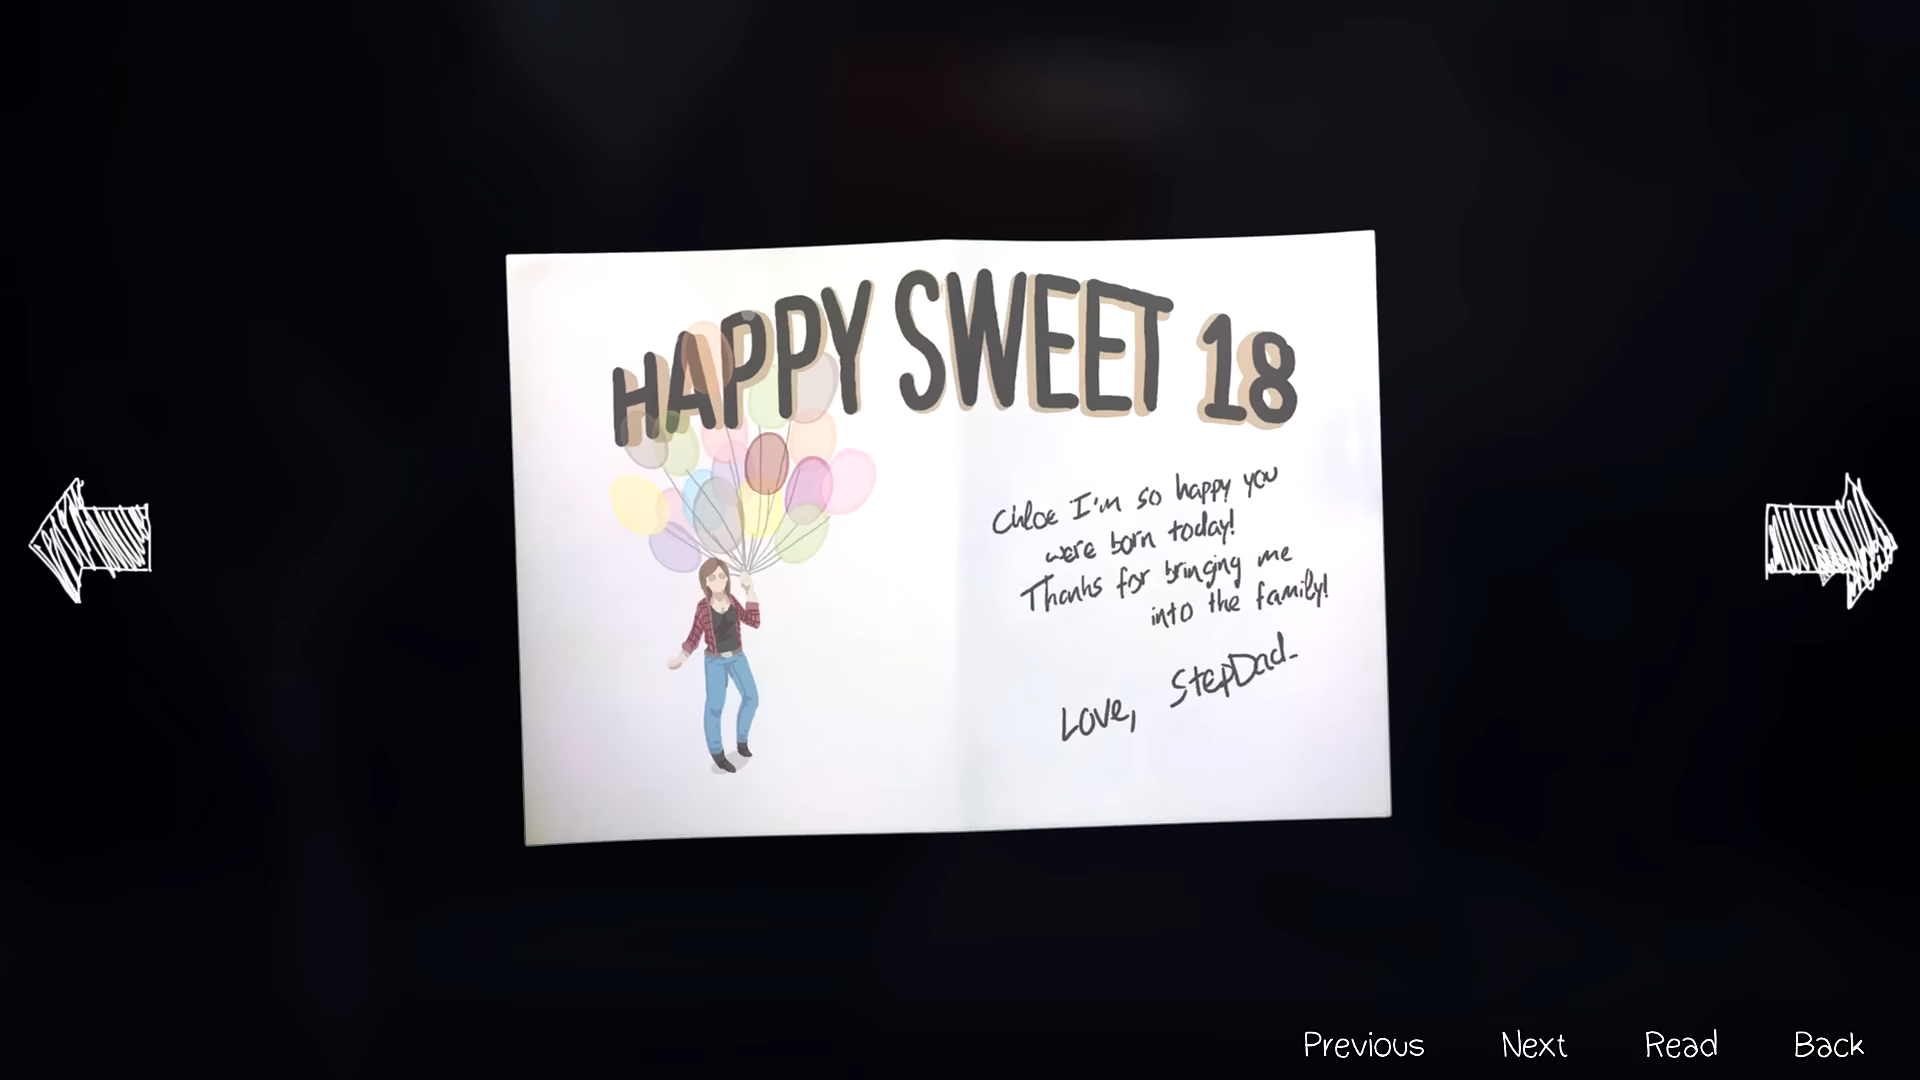 HAPPY SWEET 18
Chloe I'm so happy you
were born today!
Thanks for bringing me
into the family!
Love, StepDad-
Previous Next Read Back